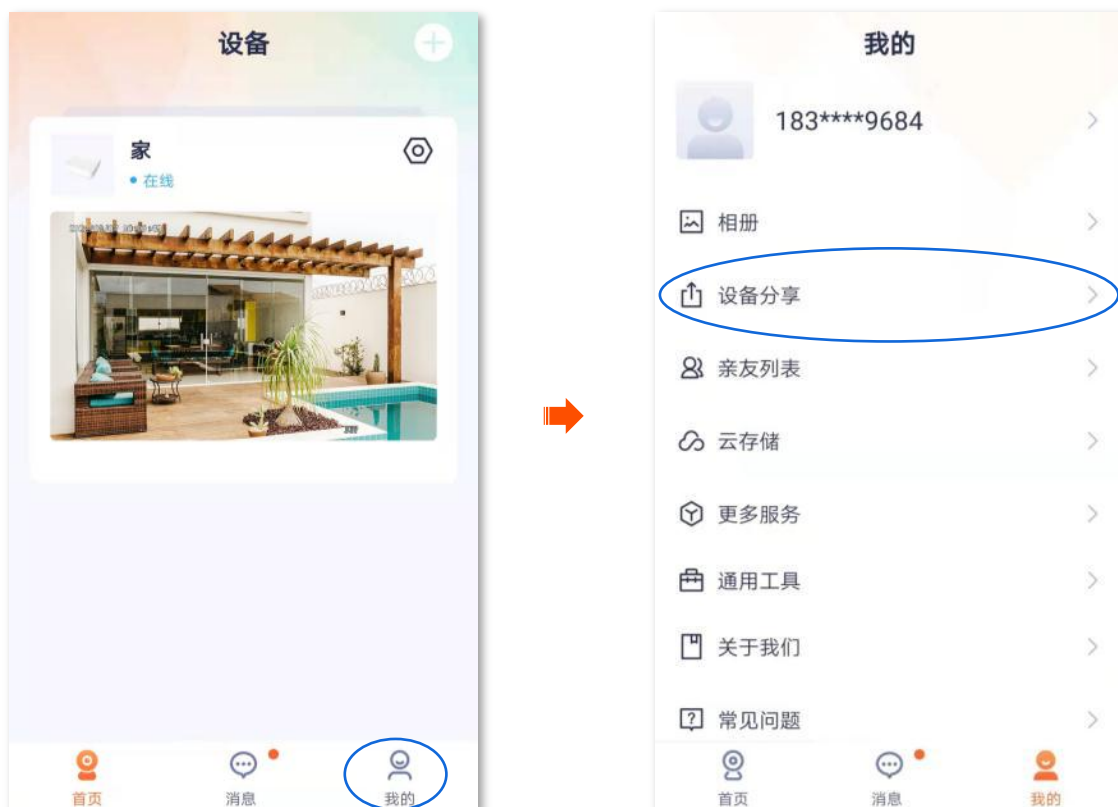 设备
家
在线
首页
消息
我的
我的
183****9684
相册
设备分享
亲友列表
云存储
更多服务
通用工具
关于我们
常见问题
首页
消息
我的